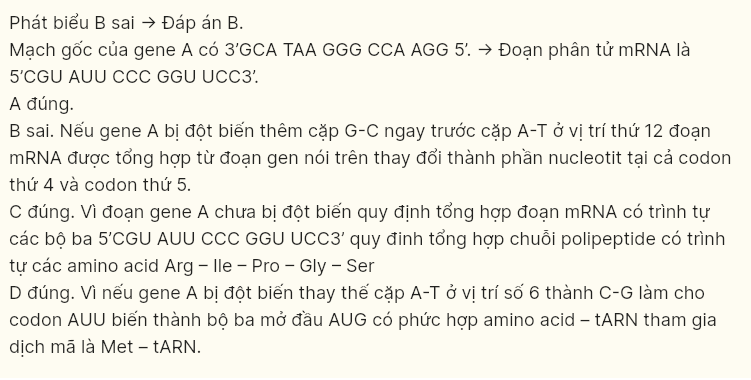 Phát biểu B sai → Đáp án B.
Mạch gốc của gene A có 3’GCA TAA GGG CCA AGG 5’. → Đoạn phân tử mRNA là
5’CGU AUU CCC GGU UCC3’.
A đúng.
B sai. Nếu gene A bị đột biến thêm cặp G-C ngay trước cặp A-T ở vị trí thứ 12 đoạn
mRNA được tổng hợp từ đoạn gen nói trên thay đổi thành phần nucleotit tại cả codon
thứ 4 và codon thứ 5.
C đúng. Vì đoạn gene A chưa bị đột biến quy định tổng hợp đoạn mRNA có trình tự
các bộ ba 5’CGU AUU CCC GGU UCC3’ quy đinh tổng hợp chuỗi polipeptide có trình
tự các amino acid Arg – Ile – Pro – Gly – Ser
D đúng. Vì nếu gene A bị đột biến thay thế cặp A-T ở vị trí số 6 thành C-G làm cho
codon AUU biến thành bộ ba mở đầu AUG có phức hợp amino acid – tARN tham gia
dịch mã là Met – tARN.